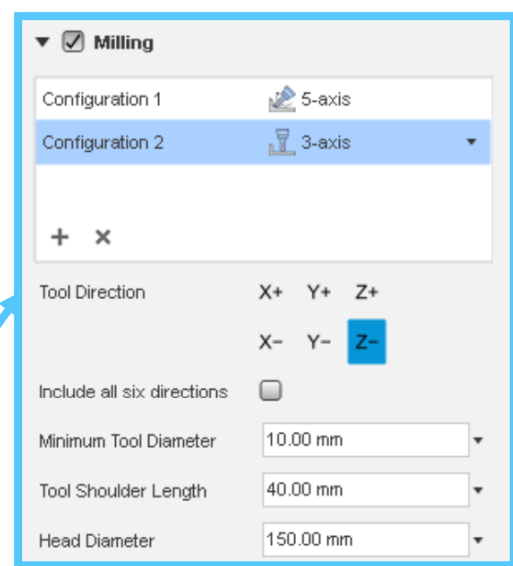 Milling
Configuration 1 5-axis
Configuration 2 3-axis
+ ×
Tool Direction X+ Y+ Z+
X- Y- Z-
Include all six directions
Minimum Tool Diameter 10.00 mm
Tool Shoulder Length 40.00 mm
Head Diameter 150.00 mm